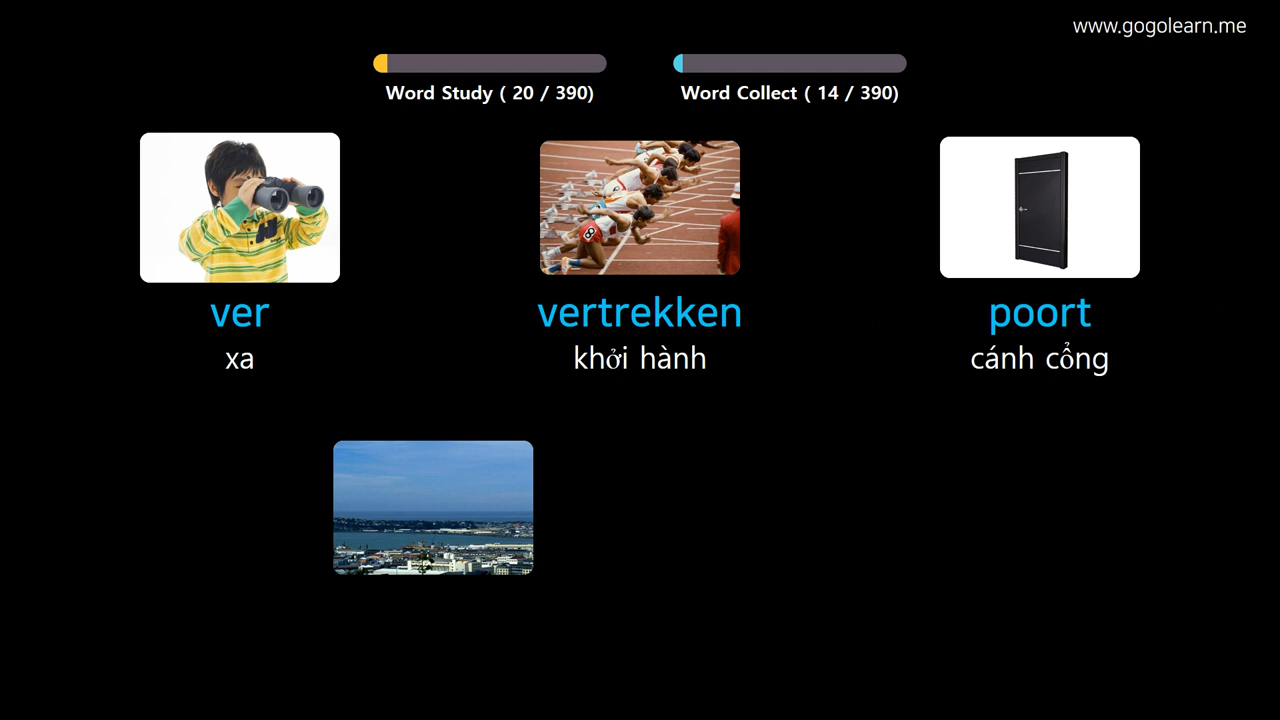 www.gogolearn.me
Word Study ( 20 / 390)
Word Collect ( 14 / 390)
ver
vertrekken
poort
xa
khởi hành
cánh cổng
8